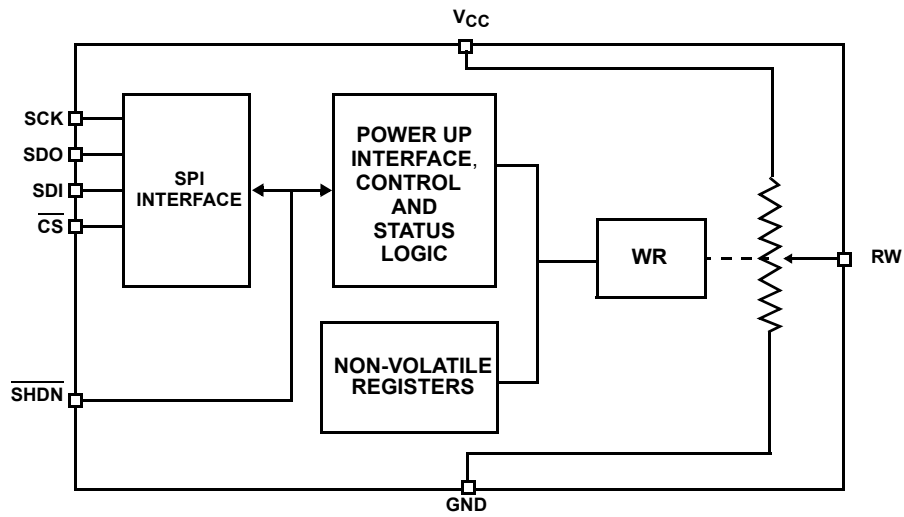 VCC
SCK
SDO
SDI
CS
SHDN
SPI
INTERFACE
POWER UP
INTERFACE,
CONTROL
AND
STATUS
LOGIC
NON-VOLATILE
REGISTERS
WR
RW
GND